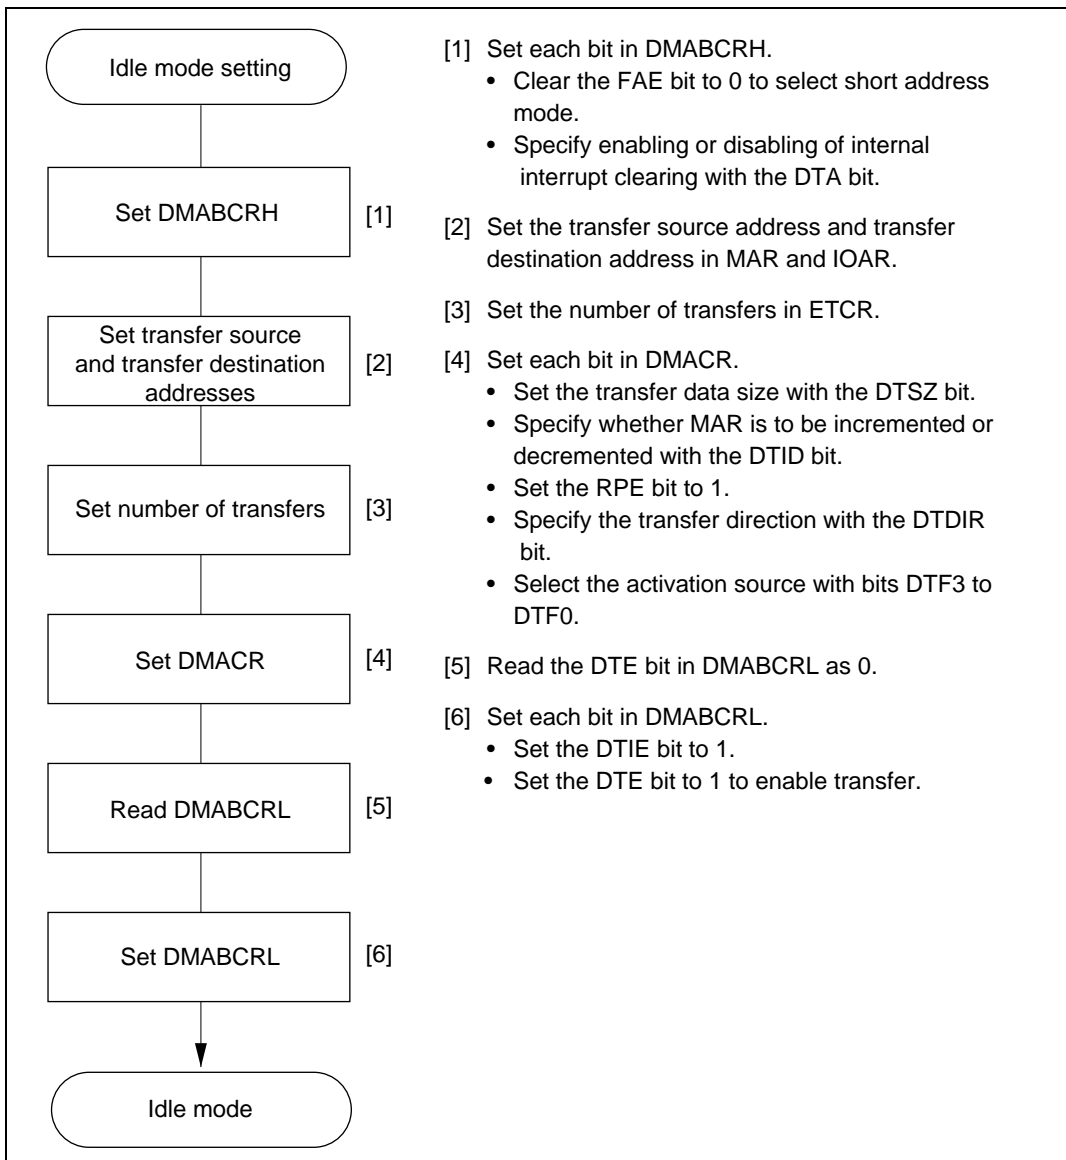 Idle mode setting
Set DMABCRH [1]
Set transfer source
and transfer destination
addresses
[2]
Set number of transfers [3]
Set DMACR [4]
Read DMABCRL [5]
Set DMABCRL [6]
Idle mode
[1] Set each bit in DMABCRH.
• Clear the FAE bit to 0 to select short address
mode.
• Specify enabling or disabling of internal
interrupt clearing with the DTA bit.
[2] Set the transfer source address and transfer
destination address in MAR and IOAR.
[3] Set the number of transfers in ETCR.
[4] Set each bit in DMACR.
• Set the transfer data size with the DTSZ bit.
• Specify whether MAR is to be incremented or
decremented with the DTID bit.
• Set the RPE bit to 1.
• Specify the transfer direction with the DTDIR
bit.
• Select the activation source with bits DTF3 to
DTF0.
[5] Read the DTE bit in DMABCRL as 0.
[6] Set each bit in DMABCRL.
• Set the DTIE bit to 1.
• Set the DTE bit to 1 to enable transfer.